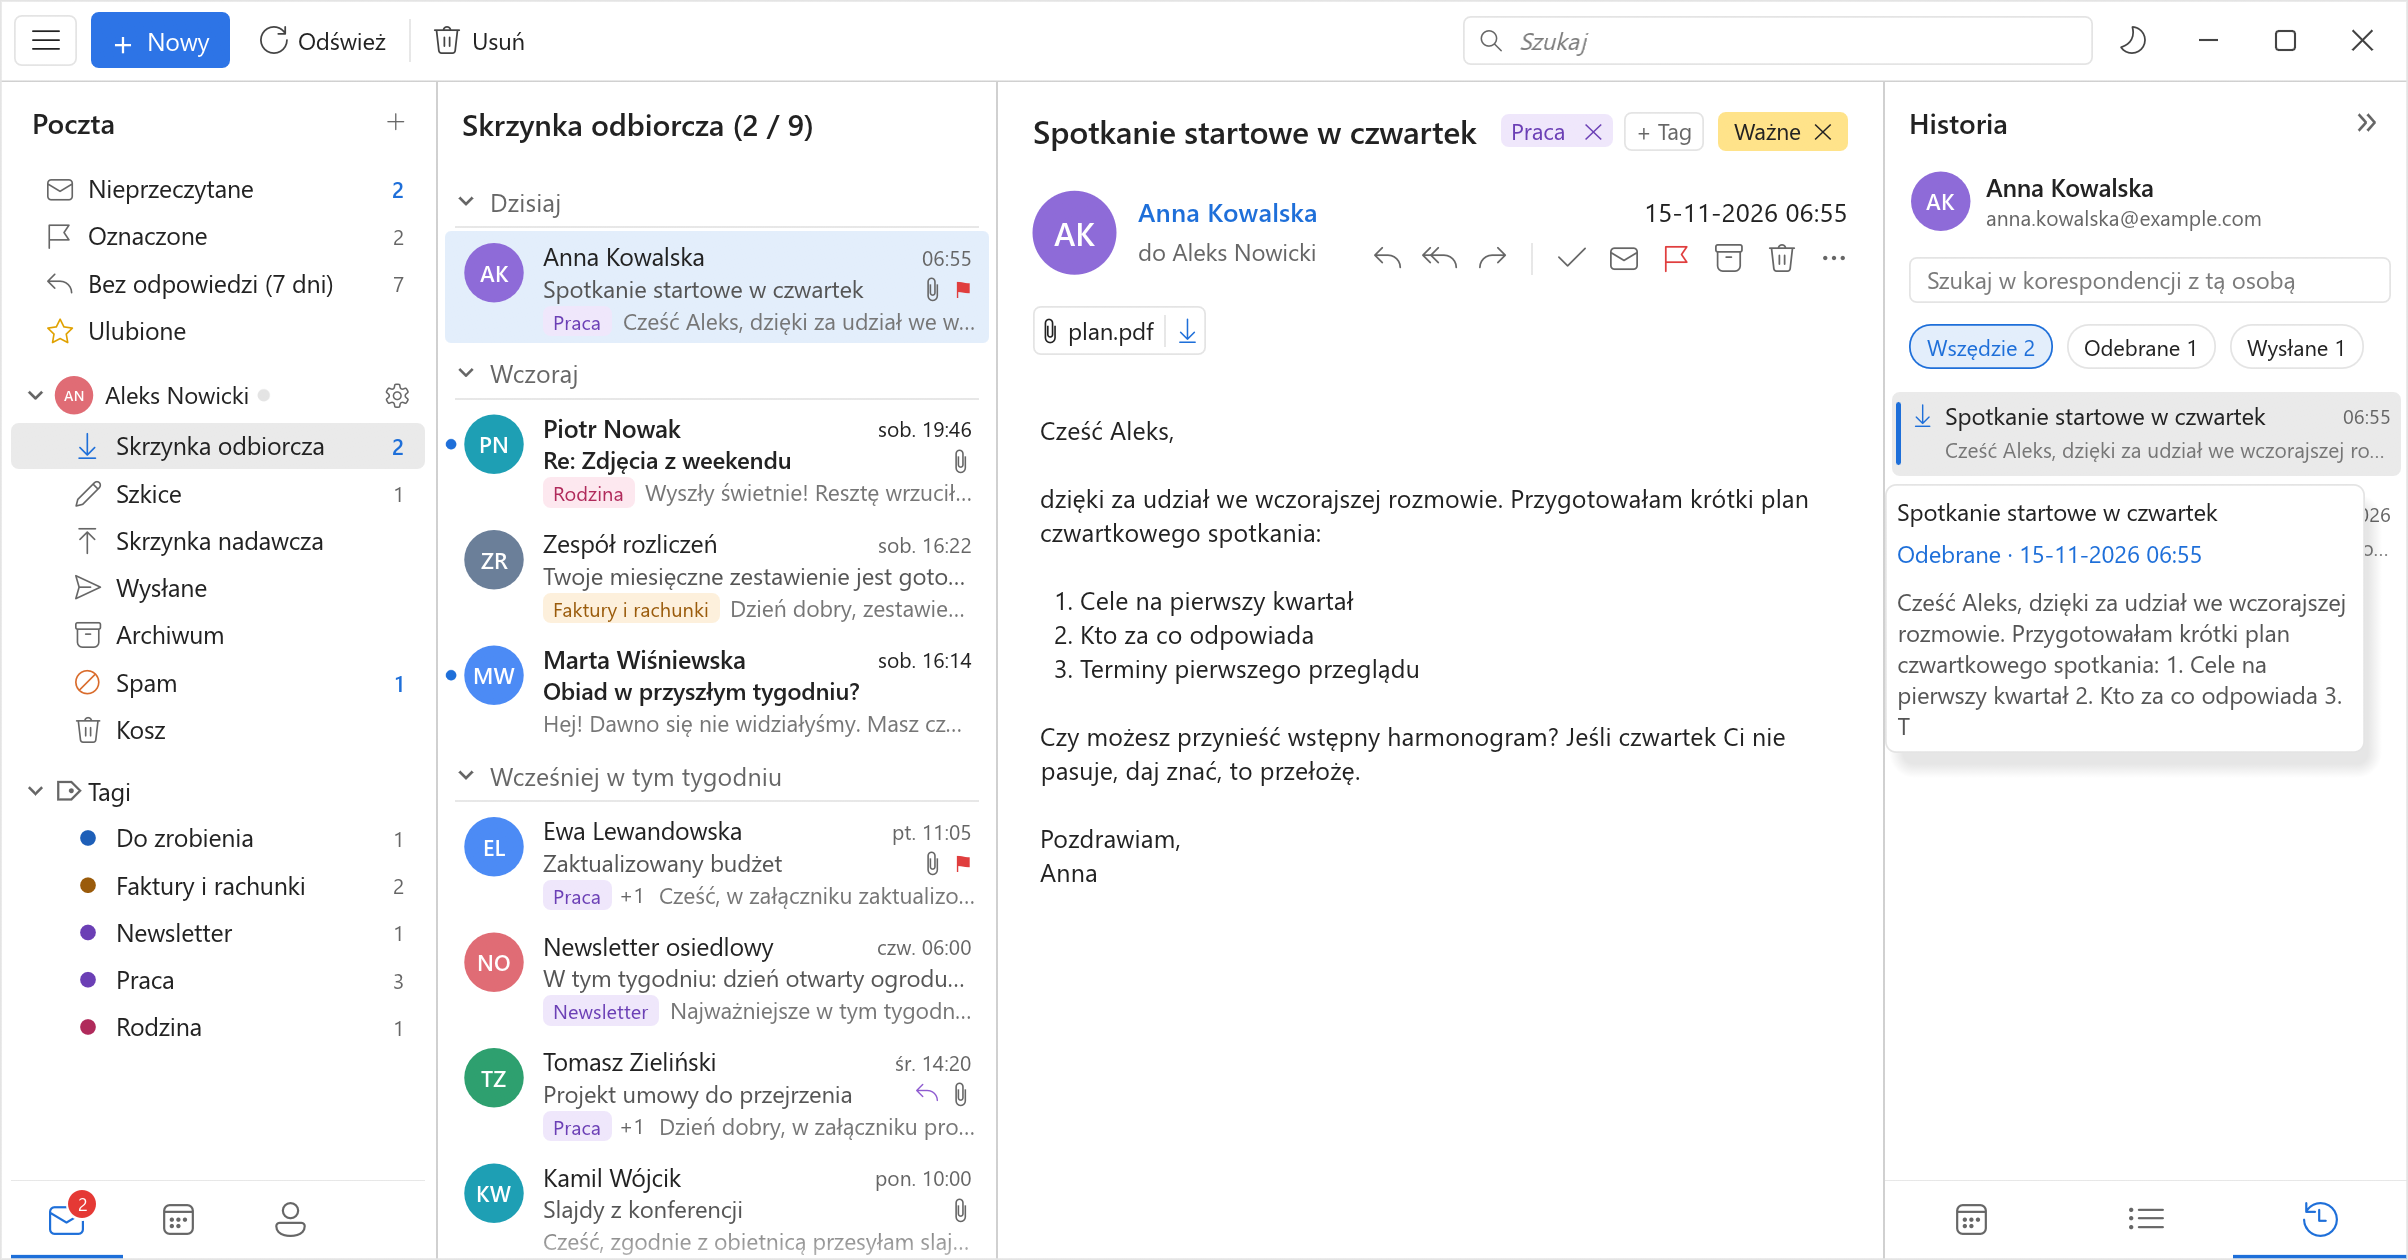 Nowy
Odśwież
Usuń
Szukaj
Poczta
Nieprzeczytane 2
Oznaczone 2
Bez odpowiedzi (7 dni) 7
Ulubione
AN Aleks Nowicki
Skrzynka odbiorcza 2
Szkice 1
Skrzynka nadawcza
Wysłane
Archiwum
Spam 1
Kosz
Tagi
Do zrobienia 1
Faktury i rachunki 2
Newsletter 1
Praca 3
Rodzina 1
2
Skrzynka odbiorcza (2 / 9)
Dzisiaj
AK
Anna Kowalska 06:55
Spotkanie startowe w czwartek
Praca Cześć Aleks, dzięki za udział we w...
Wczoraj
PN
Piotr Nowak sob. 19:46
Re: Zdjęcia z weekendu
Rodzina Wyszły świetnie! Resztę wrzucił...
ZR
Zespół rozliczeń sob. 16:22
Twoje miesięczne zestawienie jest goto...
Faktury i rachunki Dzień dobry, zestawie...
MW
Marta Wiśniewska sob. 16:14
Obiad w przyszłym tygodniu?
Hej! Dawno się nie widziałyśmy. Masz cz...
Wcześniej w tym tygodniu
EL
Ewa Lewandowska pt. 11:05
Zaktualizowany budżet
Praca +1 Cześć, w załączniku zaktualizo...
NO
Newsletter osiedlowy czw. 06:00
W tym tygodniu: dzień otwarty ogrodu...
Newsletter Najważniejsze w tym tygodn...
TZ
Tomasz Zieliński śr. 14:20
Projekt umowy do przejrzenia
Praca +1 Dzień dobry, w załączniku pro...
KW
Kamil Wójcik pon. 10:00
Slajdy z konferencji
Cześć, zgodnie z obietnicą przesyłam slaj...
Spotkanie startowe w czwartek Praca + Tag Ważne
AK
Anna Kowalska 15-11-2026 06:55
do Aleks Nowicki
plan.pdf
Cześć Aleks,
dzięki za udział we wczorajszej rozmowie. Przygotowałam krótki plan
czwartkowego spotkania:
1. Cele na pierwszy kwartał
2. Kto za co odpowiada
3. Terminy pierwszego przeglądu
Czy możesz przynieść wstępny harmonogram? Jeśli czwartek Ci nie
pasuje, daj znać, to przełożę.
Pozdrawiam,
Anna
Historia
AK
Anna Kowalska
anna.kowalska@example.com
Szukaj w korespondencji z tą osobą
Wszędzie 2 Odebrane 1 Wysłane 1
Spotkanie startowe w czwartek 06:55
Cześć Aleks, dzięki za udział we wczorajszej ro...
Spotkanie startowe w czwartek
Odebrane · 15-11-2026 06:55
Cześć Aleks, dzięki za udział we wczorajszej
rozmowie. Przygotowałam krótki plan
czwartkowego spotkania: 1. Cele na
pierwszy kwartał 2. Kto za co odpowiada 3.
T